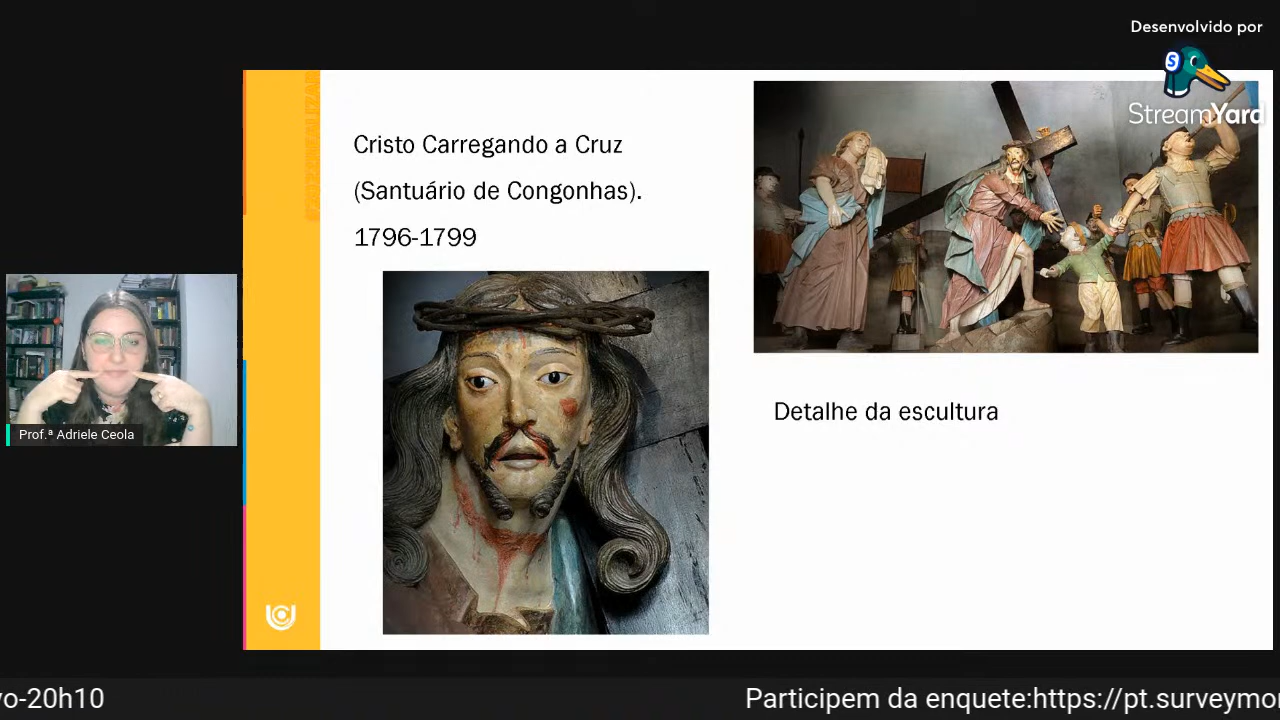 Desenvolvido por
StreamYard
Cristo Carregando a Cruz
(Santuário de Congonhas).
1796-1799
Detalhe da escultura
Prof.ª Adriele Ceola
vo-20h10
Participem da enquete:https://pt.surveymo